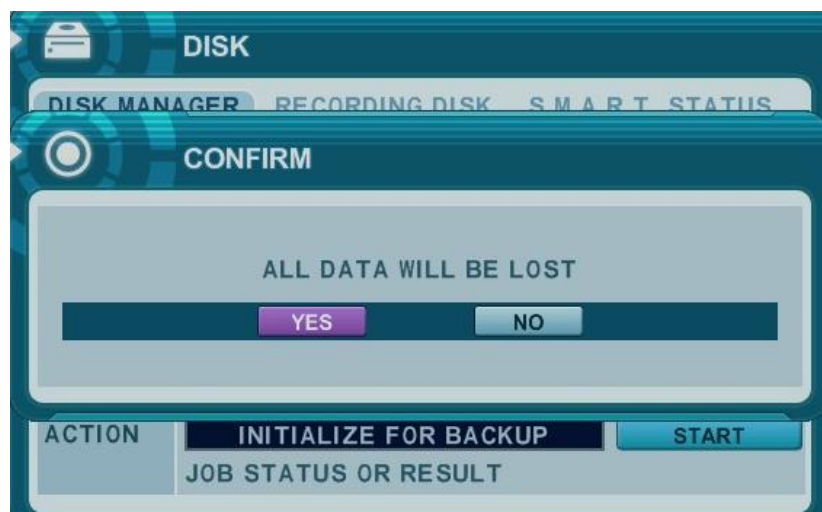 DISK
DISK MANAGER RECORDING DISK S.M.A.R.T. STATUS
CONFIRM
ALL DATA WILL BE LOST
YES NO
ACTION INITIALIZE FOR BACKUP START
JOB STATUS OR RESULT